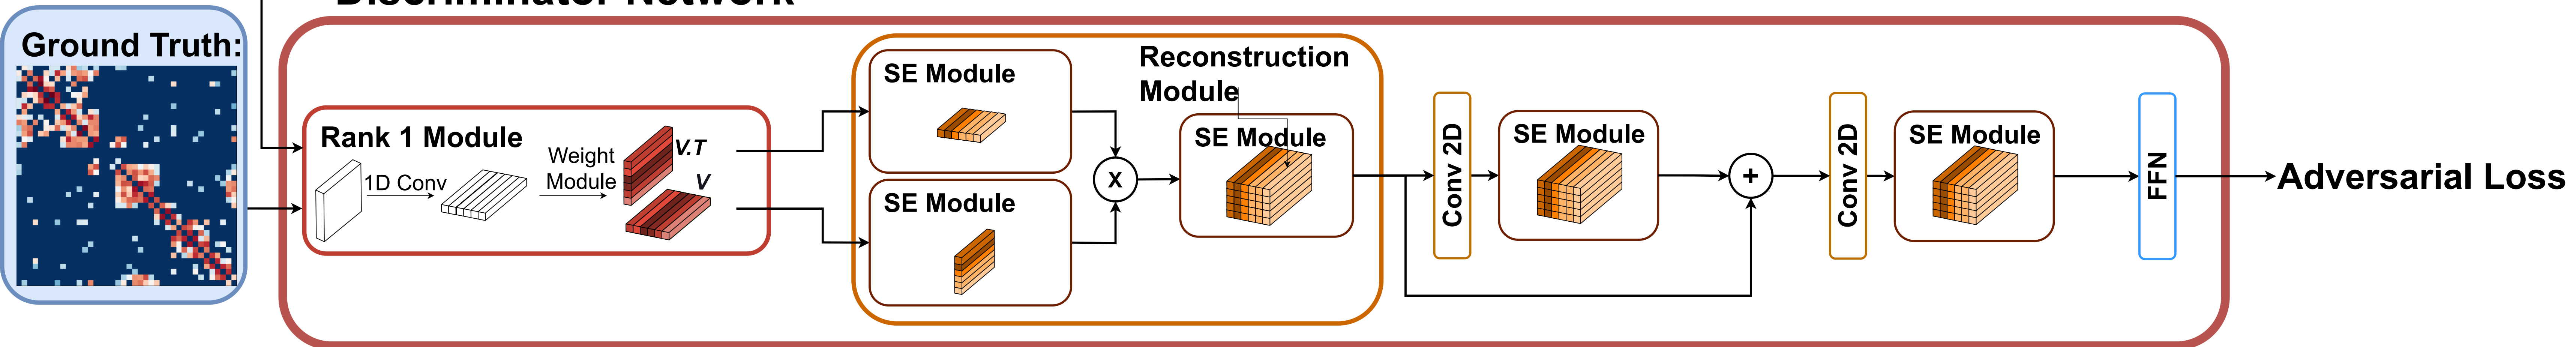 Discriminator Network
Ground Truth:
Rank 1 Module
1D Conv
Weight
Module
V.T
V
SE Module
X
SE Module
Reconstruction
Module
SE Module
Conv 2D
SE Module
+
Conv 2D
SE Module
FFN
Adversarial Loss